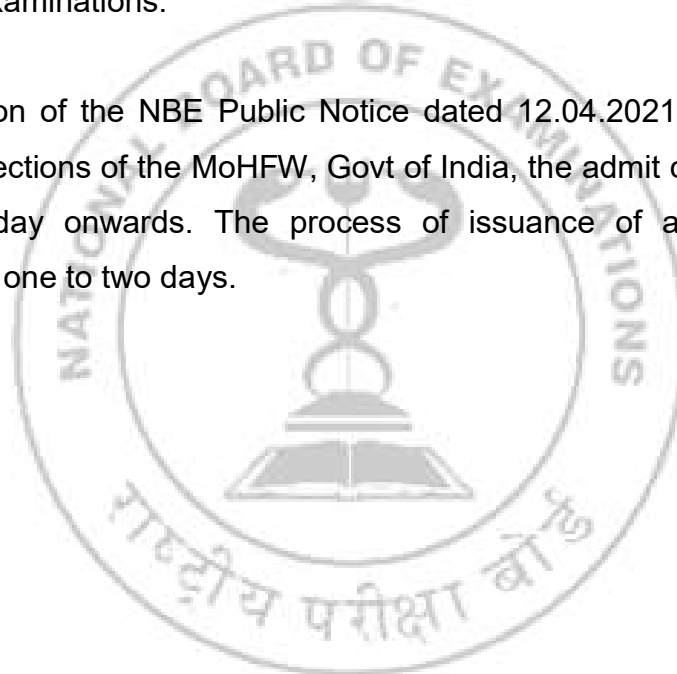 xaminations.
on of the NBE Public Notice dated 12.04.2021
ections of the MoHFW, Govt of India, the admit
day onwards. The process of issuance of a
one to two days.
NATIONAL BOARD OF EXAMINATIONS
राष्ट्रीय परीक्षा बोर्ड